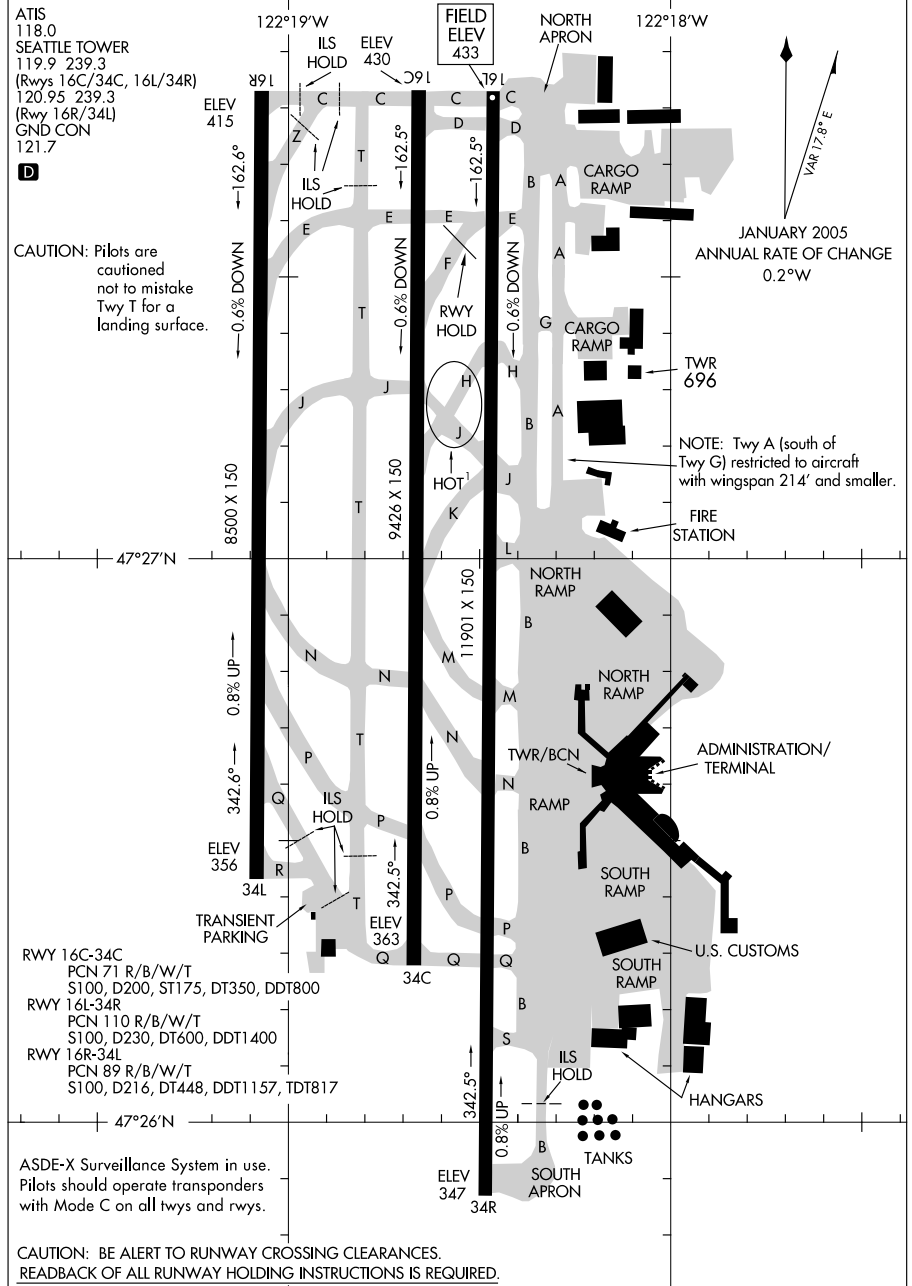 ATIS
118.0
SEATTLE TOWER
119.9 239.3
(Rwys 16C/34C, 16L/34R)
120.95 239.3
(Rwy 16R/34L)
GND CON
121.7
D
CAUTION: Pilots are
cautioned
not to mistake
Twy T for a
landing surface.
122°19'W
ILS
HOLD
ELEV
430
FIELD
ELEV
433
NORTH
APRON
122°18'W
16R
16C
16L
ELEV
415
C
C
C
C
D
D
Z
T
ILS
HOLD
162.6°
162.5°
162.5°
B
A
CARGO
RAMP
VAR 17.8° E
JANUARY 2005
ANNUAL RATE OF CHANGE
0.2°W
E
E
E
E
F
A
RWY
HOLD
0.6% DOWN
0.6% DOWN
0.6% DOWN
T
G
CARGO
RAMP
TWR
696
H
H
J
J
J
J
B
A
HOT1
NOTE: Twy A (south of
Twy G) restricted to aircraft
with wingspan 214' and smaller.
8500 X 150
9426 X 150
11901 X 150
T
K
L
FIRE
STATION
47°27'N
NORTH
RAMP
B
N
N
M
M
NORTH
RAMP
0.8% UP
0.8% UP
T
P
N
N
TWR/BCN
ADMINISTRATION/
TERMINAL
RAMP
342.6°
Q
ILS
HOLD
P
B
ELEV
356
R
34L
342.5°
SOUTH
RAMP
T
P
P
TRANSIENT
PARKING
ELEV
363
Q
Q
Q
34C
U.S. CUSTOMS
SOUTH
RAMP
RWY 16C-34C
PCN 71 R/B/W/T
S100, D200, ST175, DT350, DDT800
RWY 16L-34R
PCN 110 R/B/W/T
S100, D230, DT600, DDT1400
RWY 16R-34L
PCN 89 R/B/W/T
S100, D216, DT448, DDT1157, TDT817
B
S
ILS
HOLD
342.5°
0.8% UP
HANGARS
47°26'N
B
TANKS
SOUTH
APRON
ELEV
347
34R
ASDE-X Surveillance System in use.
Pilots should operate transponders
with Mode C on all twys and rwys.
CAUTION: BE ALERT TO RUNWAY CROSSING CLEARANCES.
READBACK OF ALL RUNWAY HOLDING INSTRUCTIONS IS REQUIRED.